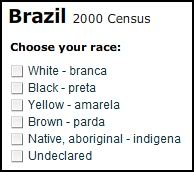 Brazil 2000 Census
Choose your race:
White - branca
Black - preta
Yellow - amarela
Brown - parda
Native, aboriginal - indigena
Undeclared